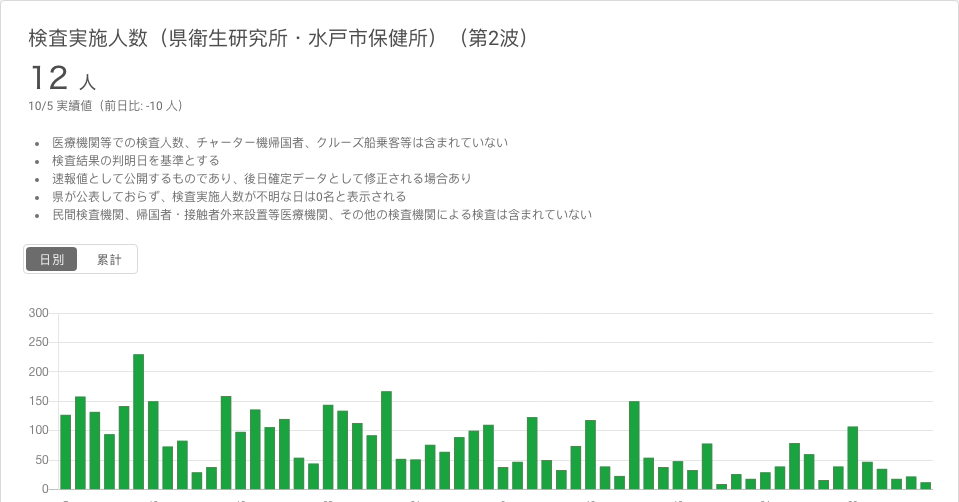 検査実施人数（県衛生研究所・水戸市保健所）（第2波）
12 人
10/5 実績値（前日比: -10 人）
医療機関等での検査人数、チャーター機帰国者、クルーズ船乗客等は含まれていない
検査結果の判明日を基準とする
速報値として公開するものであり、後日確定データとして修正される場合あり
県が公表しておらず、検査実施人数が不明な日は0名と表示される
民間検査機関、帰国者・接触者外来設置等医療機関、その他の検査機関による検査は含まれていない
日別 累計
300
250
200
150
100
50
0